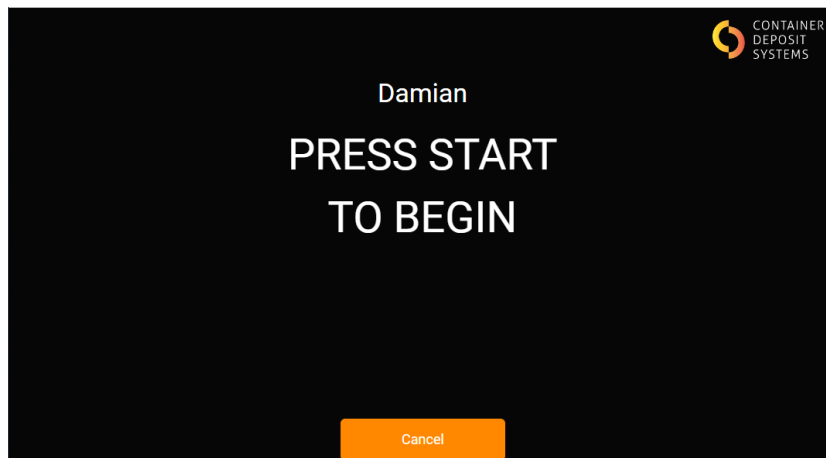 CONTAINER
DEPOSIT
SYSTEMS
Damian
PRESS START
TO BEGIN
Cancel